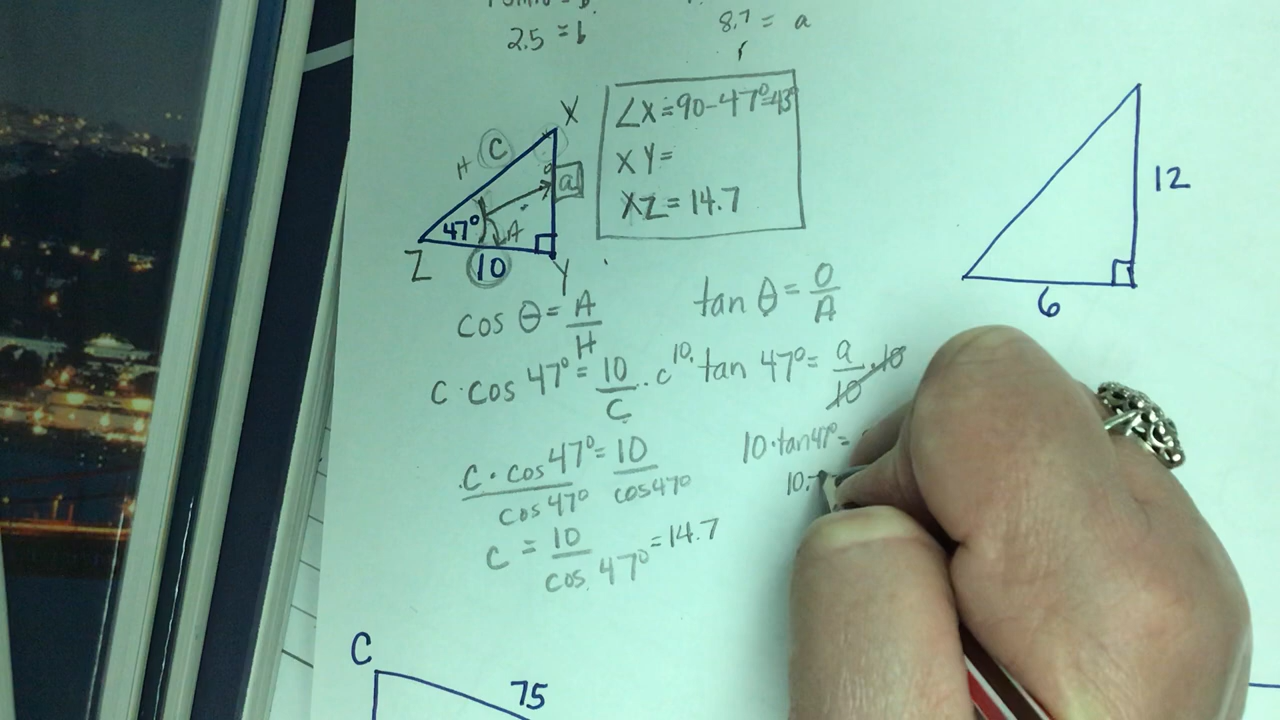 2.5 = b
8.7 = a
X
C
H
a
47°
A
Z
10
Y
∠X = 90-47°=43°
XY=
XZ = 14.7
12
6
cos θ = A/H
tan θ = O/A
c · cos 47° = 10/C · c
10 · tan 47° = a/10 · 10
c · cos 47° / cos 47° = 10 / cos 47°
10 · tan 47° =
10.7
c = 10 / cos 47° = 14.7
C
75